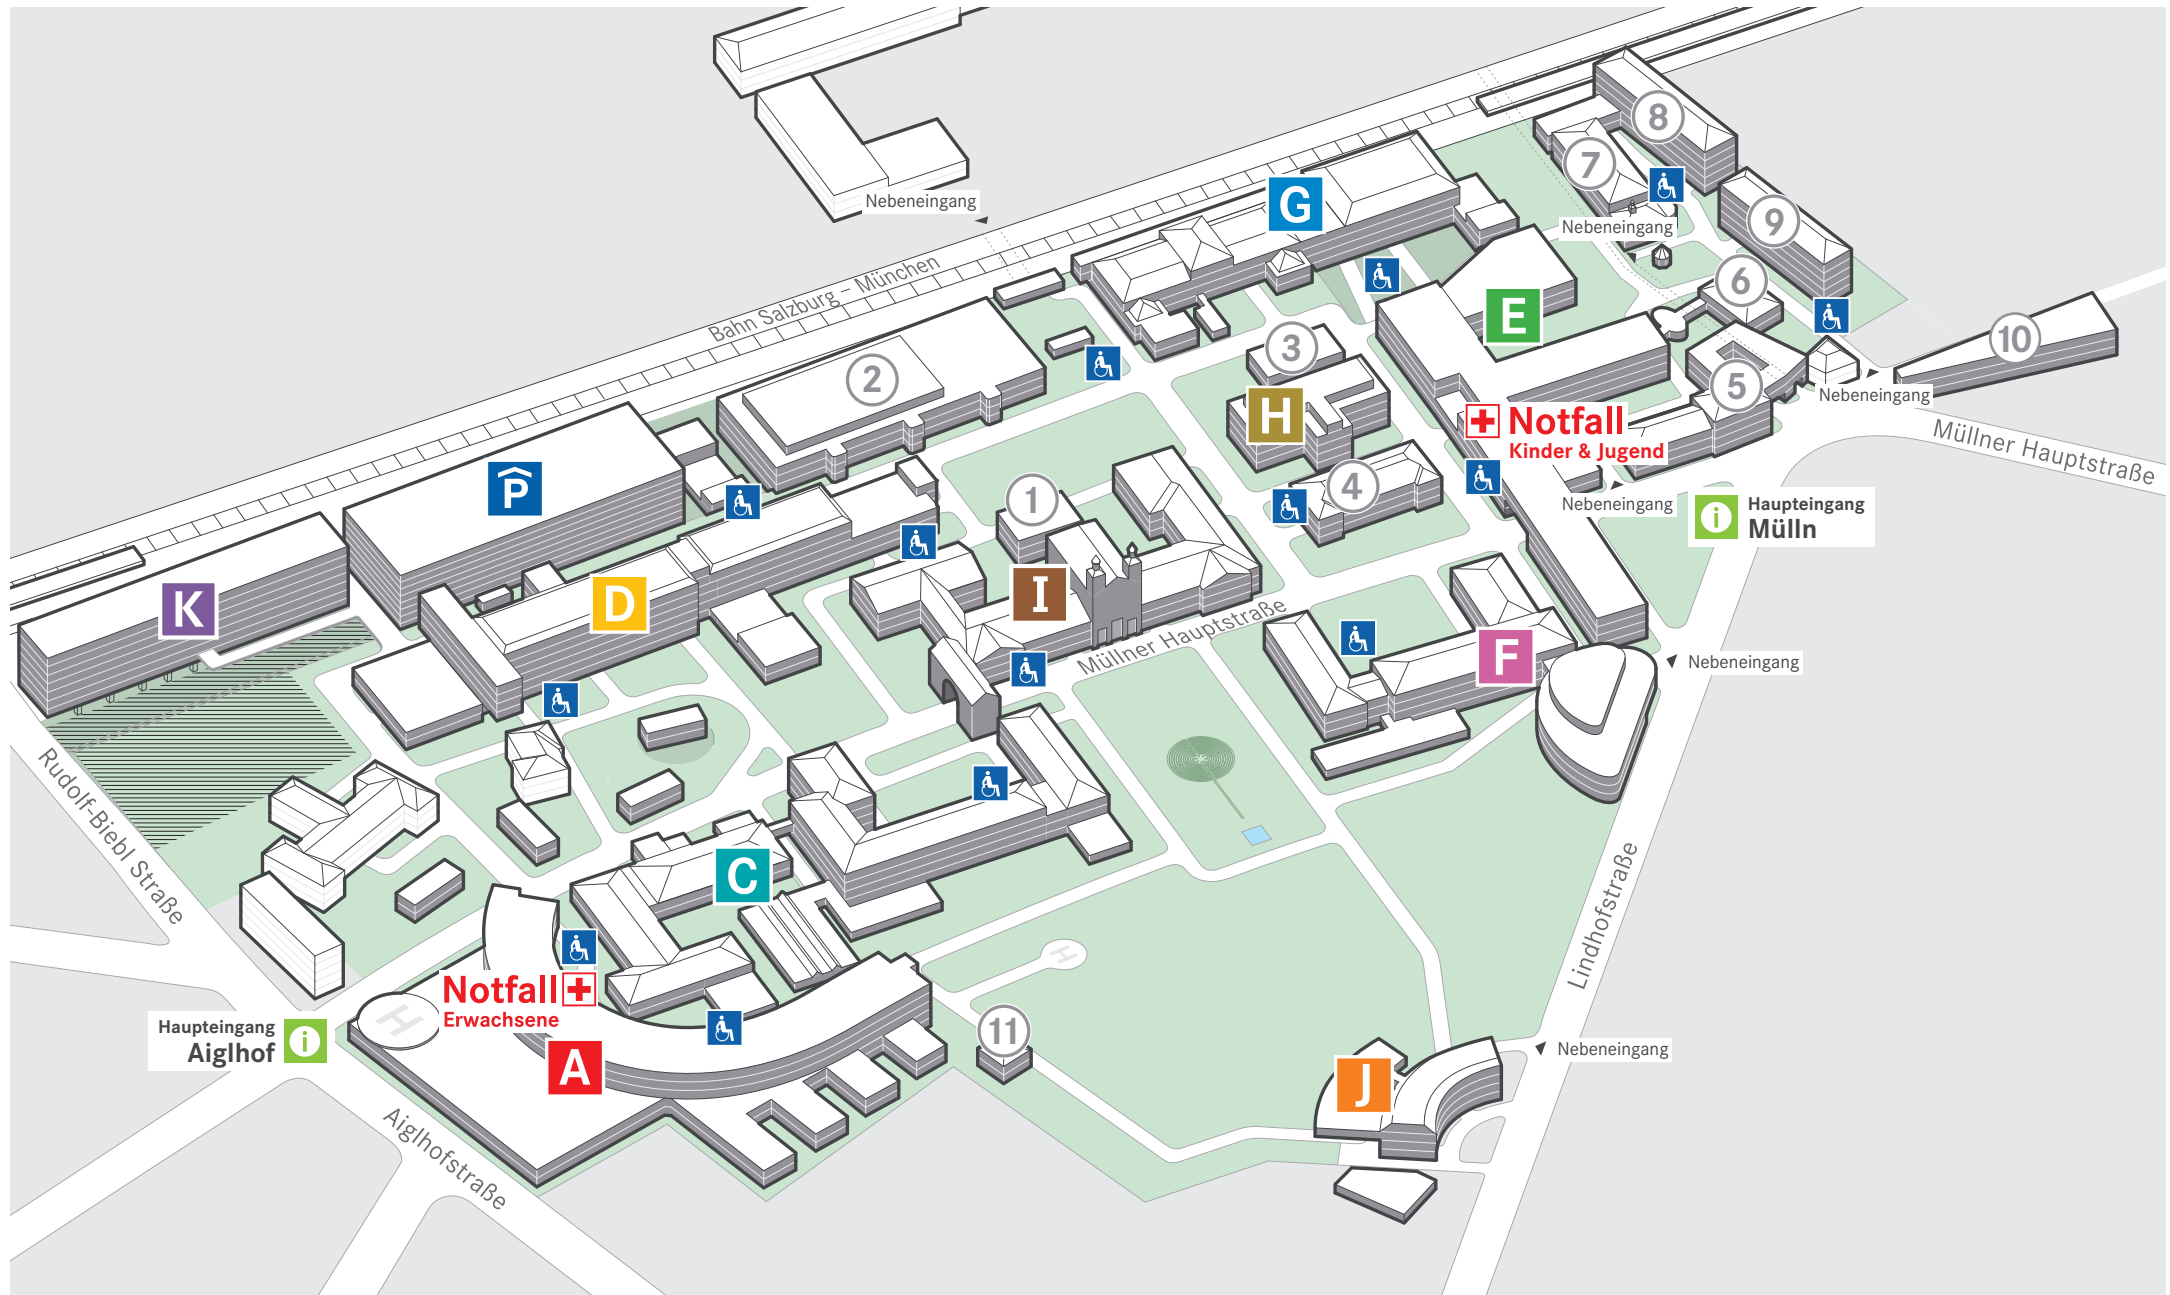 8
7
Nebeneingang
G
9
Nebeneingang
Bahn Salzburg – München
6
E
10
3
2
5
Nebeneingang
H
Notfall
Kinder & Jugend
Müllner Hauptstraße
P
4
1
Nebeneingang
i
Haupteingang
Mülln
K
D
I
Müllner Hauptstraße
F
Nebeneingang
Rudolf-Biebl Straße
C
Lindhofstraße
H
Notfall
Erwachsene
H
11
Haupteingang
Aiglhof
i
A
Nebeneingang
J
Aiglhofstraße